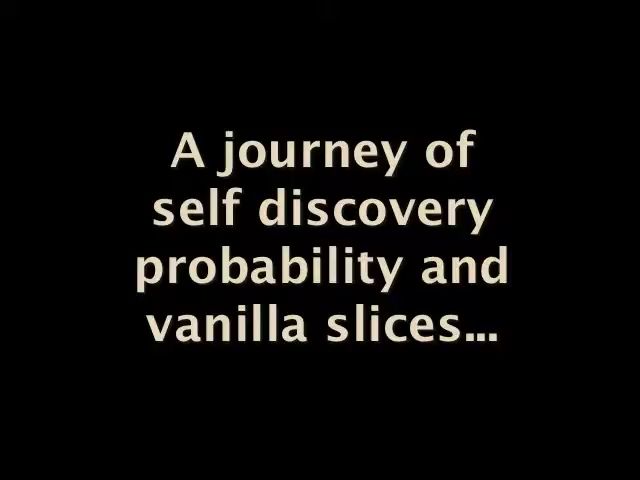 A journey of
self discovery
probability and
vanilla slices...